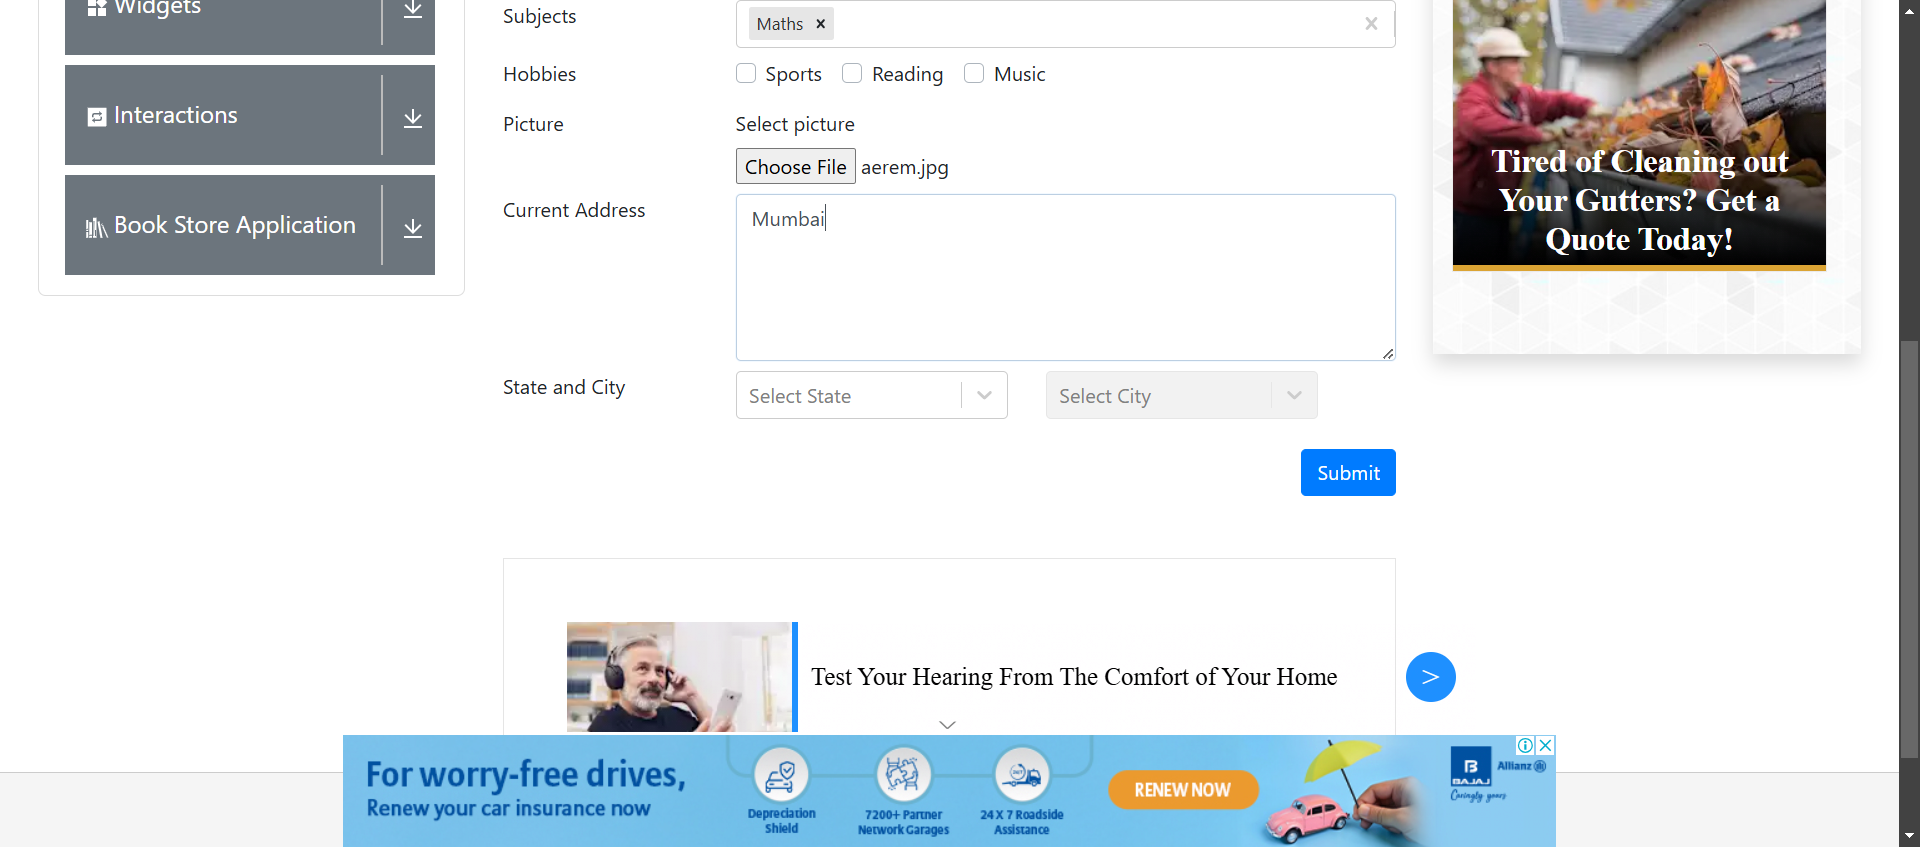 Widgets
Interactions
Book Store Application
Subjects
Maths
Hobbies
Sports
Reading
Music
Picture
Select picture
Choose File aerem.jpg
Current Address
Mumbai
State and City
Select State
Select City
Submit
Tired of Cleaning out
Your Gutters? Get a
Quote Today!
Test Your Hearing From The Comfort of Your Home
For worry-free drives,
Renew your car insurance now
Depreciation
Shield
7200+ Partner
Network Garages
24 X 7 Roadside
Assistance
RENEW NOW
B
BAJAJ
Allianz
Caringly yours